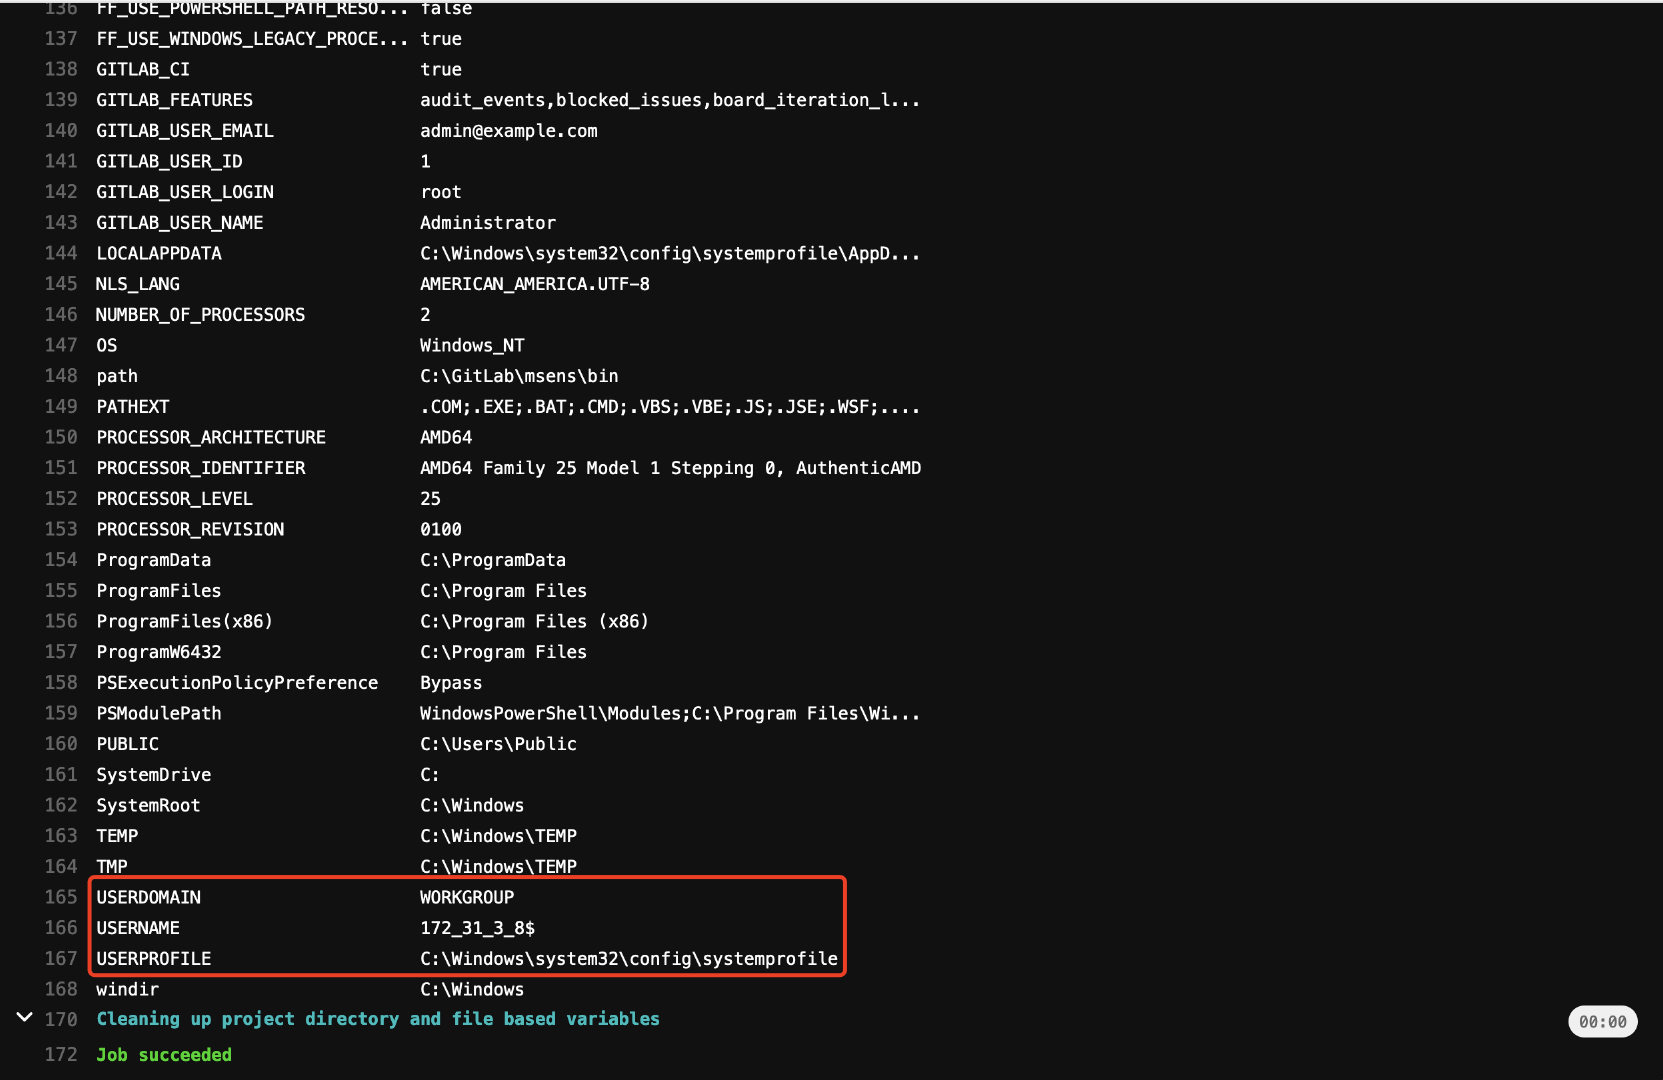 136 FF_USE_POWERSHELL_PATH_RESO... false
137 FF_USE_WINDOWS_LEGACY_PROCE... true
138 GITLAB_CI true
139 GITLAB_FEATURES audit_events,blocked_issues,board_iteration_l...
140 GITLAB_USER_EMAIL admin@example.com
141 GITLAB_USER_ID 1
142 GITLAB_USER_LOGIN root
143 GITLAB_USER_NAME Administrator
144 LOCALAPPDATA C:\Windows\system32\config\systemprofile\AppD...
145 NLS_LANG AMERICAN_AMERICA.UTF-8
146 NUMBER_OF_PROCESSORS 2
147 OS Windows_NT
148 path C:\GitLab\msens\bin
149 PATHEXT .COM;.EXE;.BAT;.CMD;.VBS;.VBE;.JS;.JSE;.WSF;....
150 PROCESSOR_ARCHITECTURE AMD64
151 PROCESSOR_IDENTIFIER AMD64 Family 25 Model 1 Stepping 0, AuthenticAMD
152 PROCESSOR_LEVEL 25
153 PROCESSOR_REVISION 0100
154 ProgramData C:\ProgramData
155 ProgramFiles C:\Program Files
156 ProgramFiles(x86) C:\Program Files (x86)
157 ProgramW6432 C:\Program Files
158 PSExecutionPolicyPreference Bypass
159 PSModulePath WindowsPowerShell\Modules;C:\Program Files\Wi...
160 PUBLIC C:\Users\Public
161 SystemDrive C:
162 SystemRoot C:\Windows
163 TEMP C:\Windows\TEMP
164 TMP C:\Windows\TEMP
165 USERDOMAIN WORKGROUP
166 USERNAME 172_31_3_8$
167 USERPROFILE C:\Windows\system32\config\systemprofile
168 windir C:\Windows
170 Cleaning up project directory and file based variables 00:00
172 Job succeeded